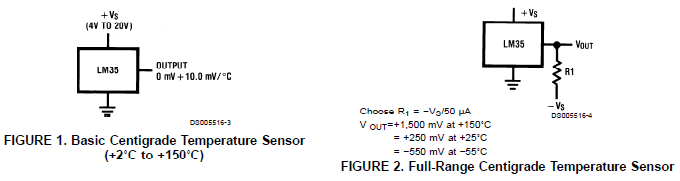 +VS
(4V TO 20V)
LM35
OUTPUT
0 mV + 10.0 mV/°C
DS005516-3
FIGURE 1. Basic Centigrade Temperature Sensor
(+2°C to +150°C)
+VS
LM35
VOUT
R1
−VS
DS005516-4
Choose R1 = −VS/50 µA
V OUT=+1,500 mV at +150°C
= +250 mV at +25°C
= −550 mV at −55°C
FIGURE 2. Full-Range Centigrade Temperature Sensor